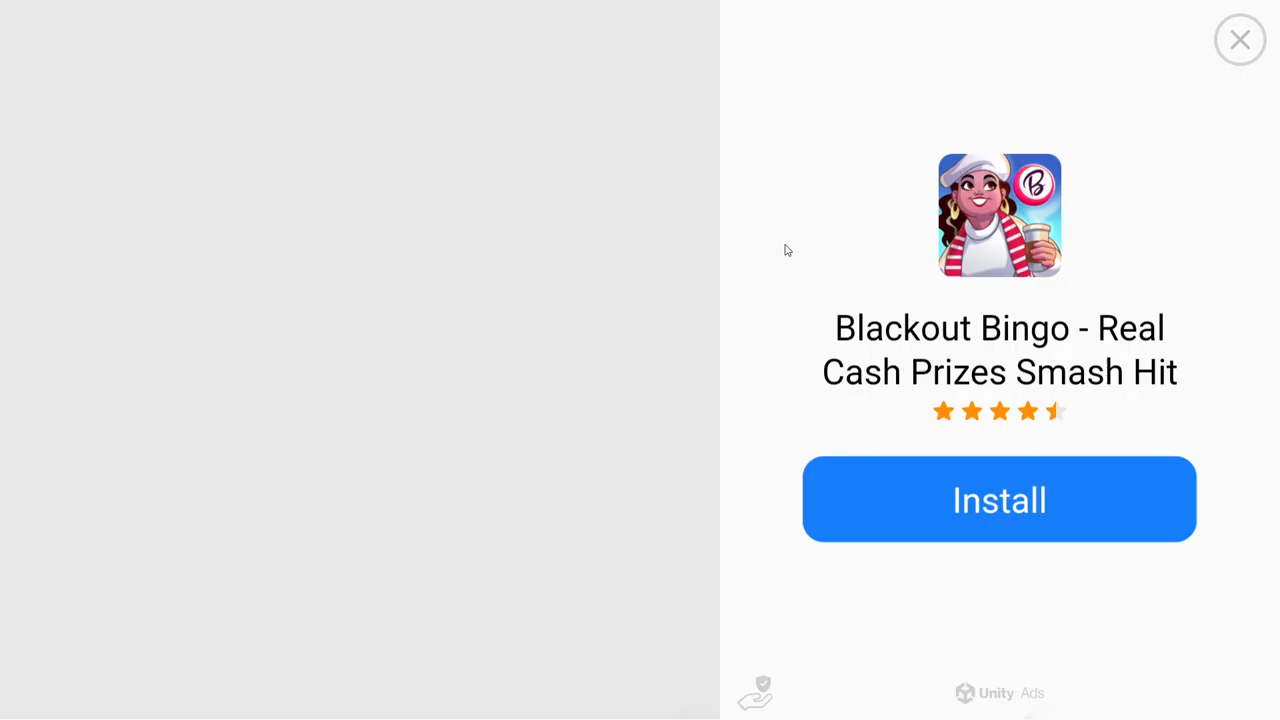 B
Blackout Bingo - Real
Cash Prizes Smash Hit
Install
Unity Ads